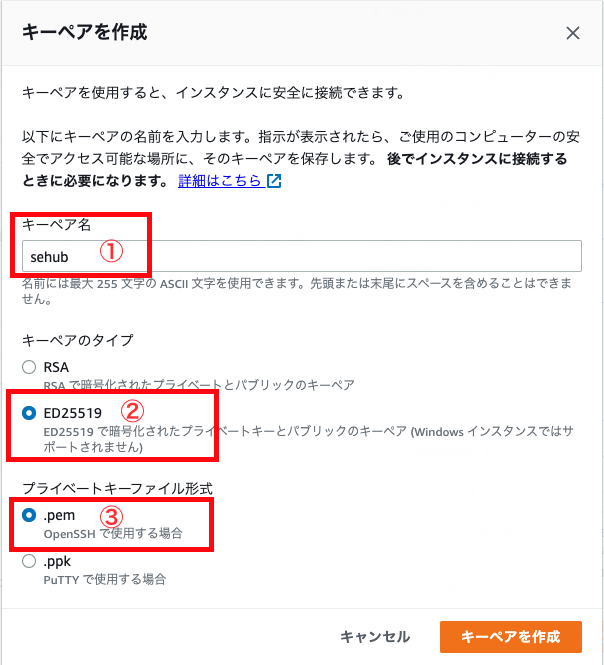 キーペアを作成
キーペアを使用すると、インスタンスに安全に接続できます。
以下にキーペアの名前を入力します。指示が表示されたら、ご使用のコンピューターの安
全でアクセス可能な場所に、そのキーペアを保存します。 後でインスタンスに接続する
ときに必要になります。 詳細はこちら
キーペア名
sehub ①
名前には最大 255 文字の ASCII 文字を使用できます。先頭または末尾にスペースを含めることはできま
せん。
キーペアのタイプ
RSA
RSA で暗号化されたプライベートとパブリックのキーペア
ED25519 ②
ED25519 で暗号化されたプライベートキーとパブリックのキーペア (Windows インスタンスではサ
ポートされません)
プライベートキーファイル形式
.pem ③
OpenSSH で使用する場合
.ppk
PuTTY で使用する場合
キャンセル キーペアを作成